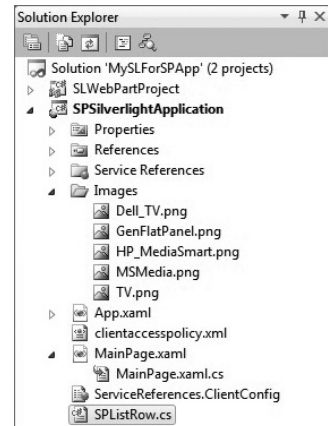 Solution Explorer
Solution 'MySLForSPApp' (2 projects)
SLWebPartProject
SPSilverlightApplication
Properties
References
Service References
Images
Dell_TV.png
GenFlatPanel.png
HP_MediaSmart.png
MSMedia.png
TV.png
App.xaml
clientaccesspolicy.xml
MainPage.xaml
MainPage.xaml.cs
ServiceReferences.ClientConfig
SPListRow.cs